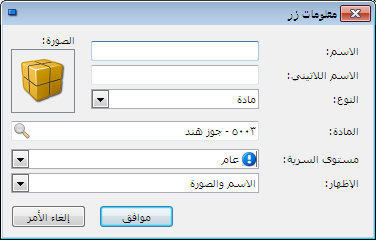 معلومات زر
الصورة:
الاسم:
الاسم اللاتيني:
النوع: مادة
المادة: ٥٠٠٣ - جوز هند
مستوى السرية: عام
الإظهار: الاسم والصورة
موافق
إلغاء الأمر